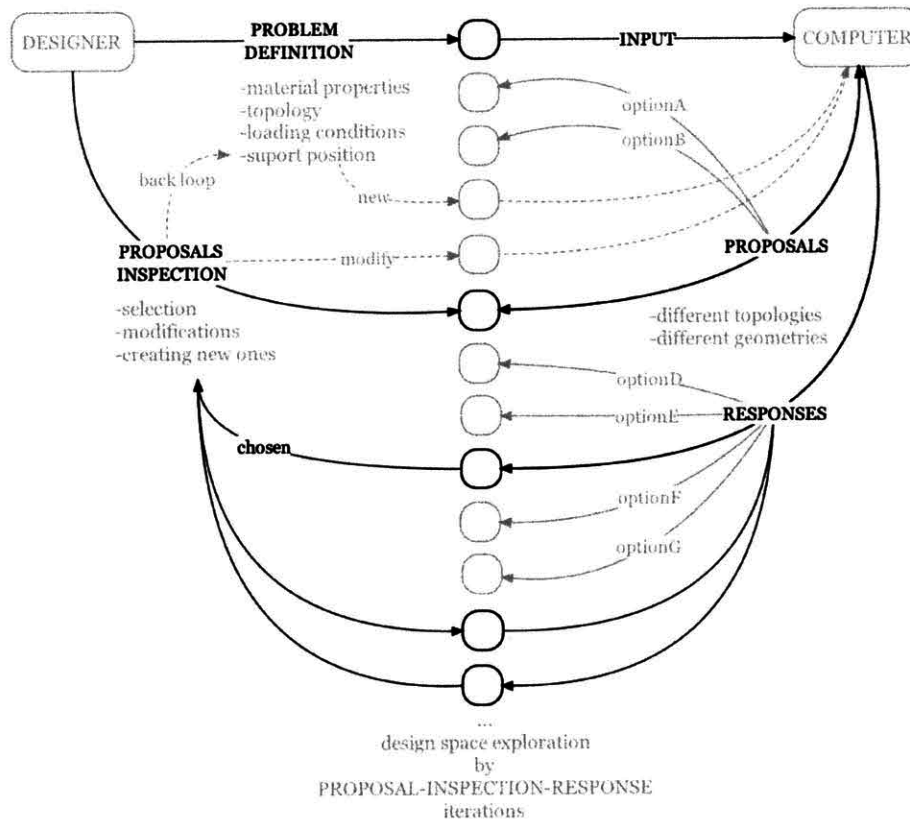 DESIGNER
PROBLEM
DEFINITION
INPUT
COMPUTER
-material properties
-topology
-loading conditions
-suport position
optionA
optionB
back loop
new
PROPOSALS
INSPECTION
modify
PROPOSALS
-selection
-modifications
-creating new ones
-different topologies
-different geometries
optionD
optionE
RESPONSES
chosen
optionF
optionG
...
design space exploration
by
PROPOSAL-INSPECTION-RESPONSE
iterations